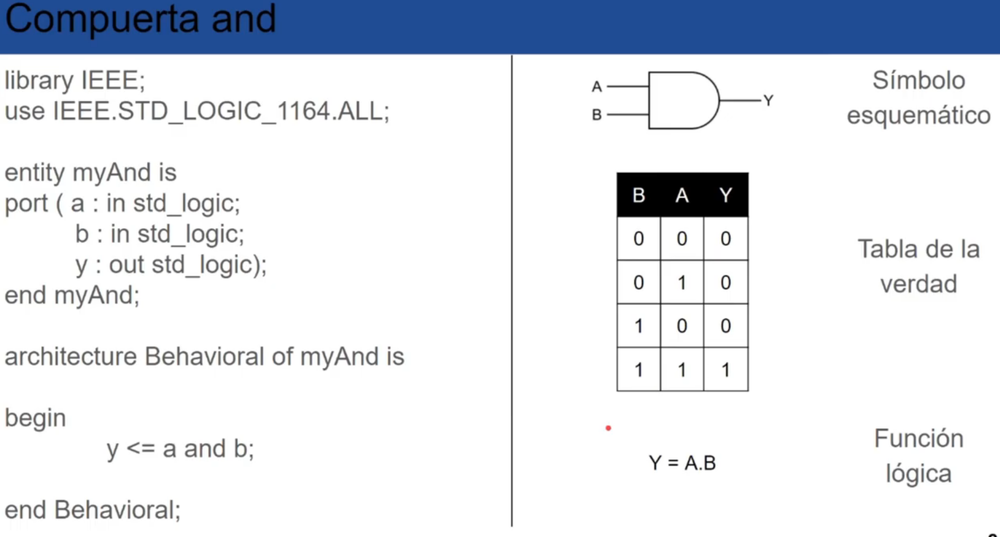 Compuerta and
library IEEE;
use IEEE.STD_LOGIC_1164.ALL;
entity myAnd is
port ( a : in std_logic;
b : in std_logic;
y : out std_logic);
end myAnd;
architecture Behavioral of myAnd is
begin
y <= a and b;
end Behavioral;
A
B
Y
Símbolo
esquemático
B A Y
0 0 0
0 1 0
1 0 0
1 1 1
Tabla de la
verdad
Y = A.B
Función
lógica